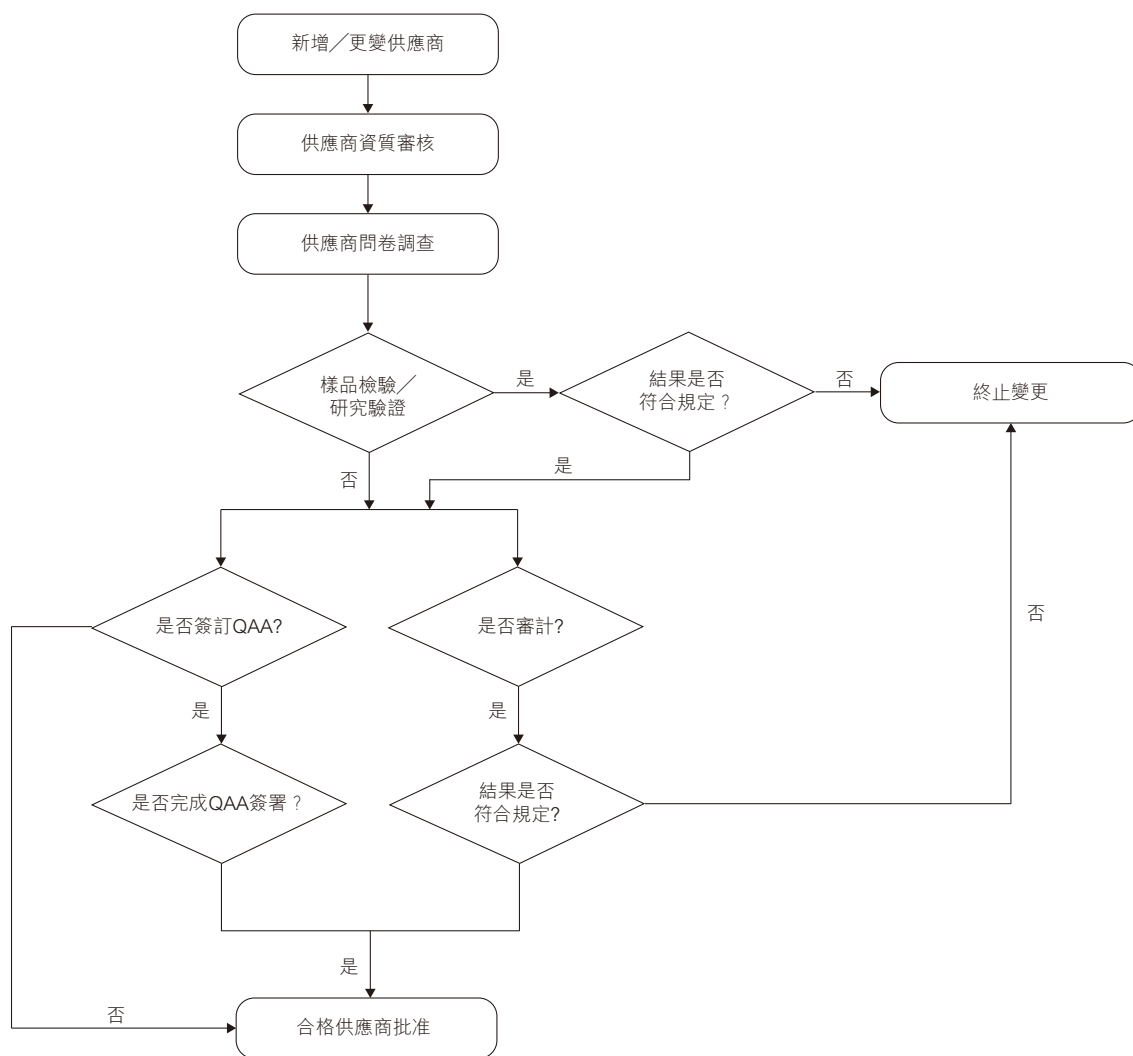 新增／更變供應商
供應商資質審核
供應商問卷調查
樣品檢驗／
研究驗證
是
結果是否
符合規定？
否
終止變更
否
是
是否簽訂QAA?
是否審計?
否
是
是
是否完成QAA簽署？
結果是否
符合規定?
是
否
合格供應商批准